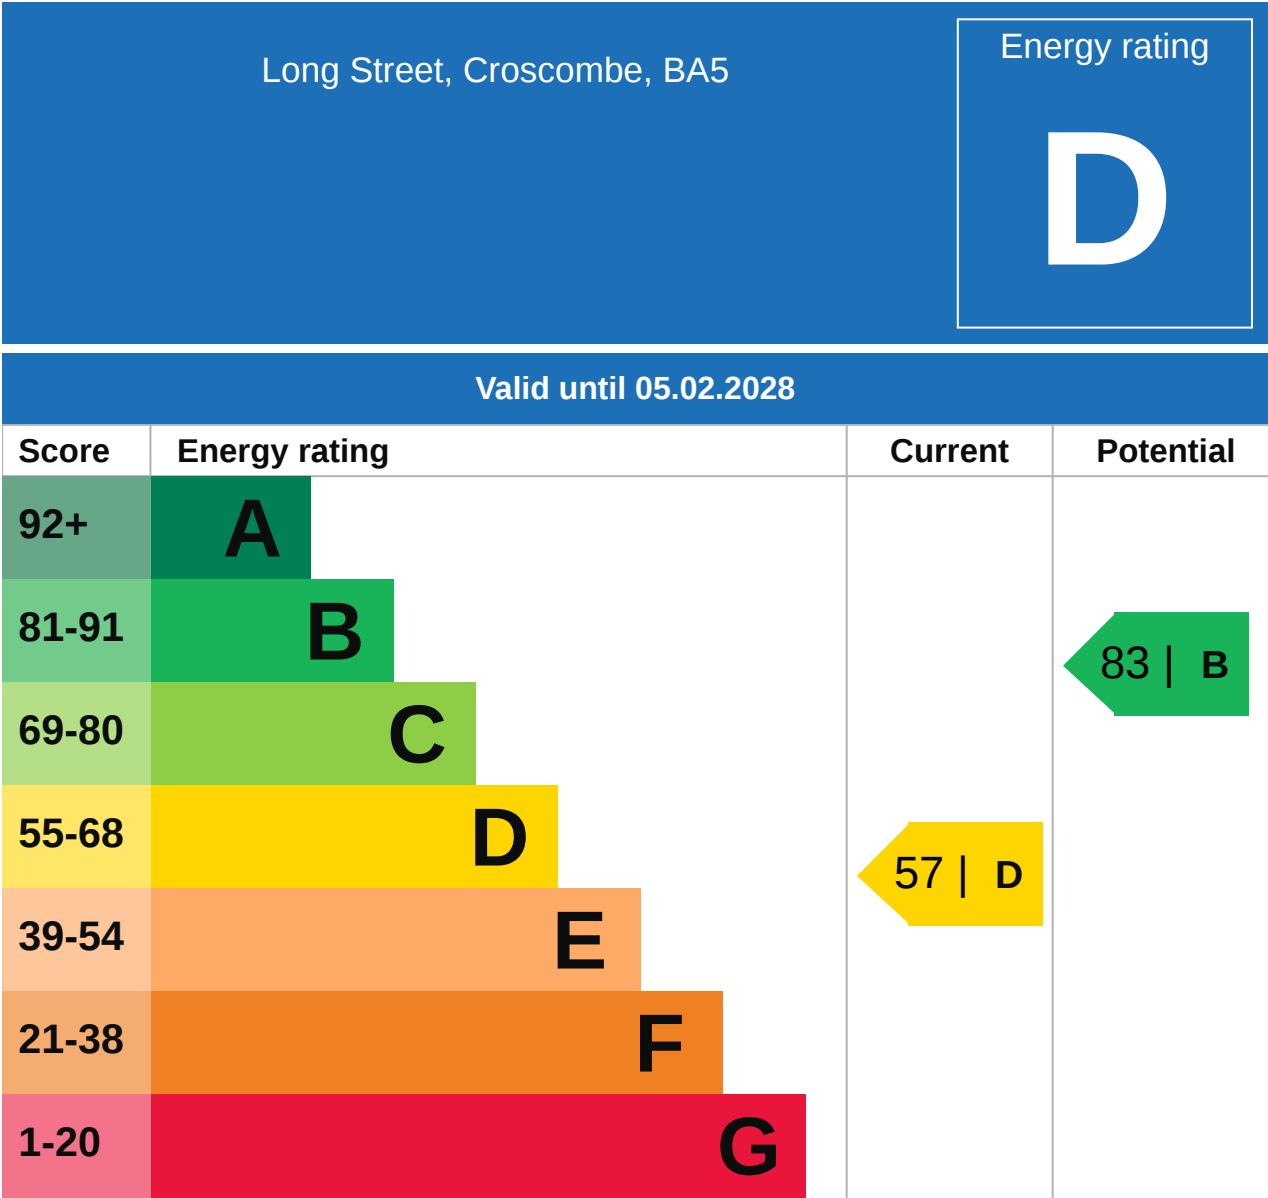 Long Street, Croscombe, BA5
Energy rating
D
Valid until 05.02.2028
Score Energy rating Current Potential
92+ A
81-91 B
83 | B
69-80 C
55-68 D
57 | D
39-54 E
21-38 F
1-20 G